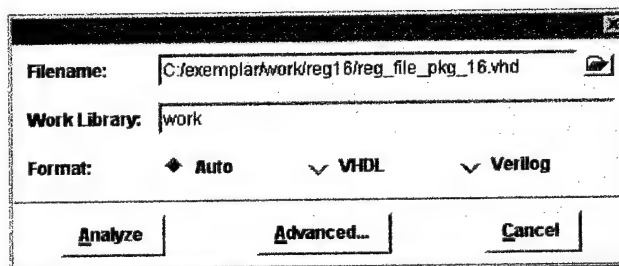 Filename: C:/exemplar/work/reg16/reg_file_pkg_16.vhd
Work Library: work
Format: Auto VHDL Verilog
Analyze Advanced... Cancel